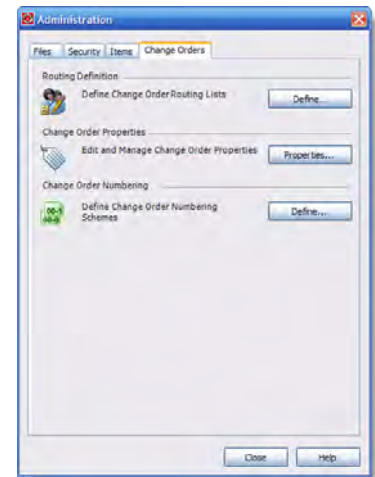 Administration
Files Security Items Change Orders
Routing Definition
Define Change Order Routing Lists
Define...
Change Order Properties
Edit and Manage Change Order Properties
Properties...
Change Order Numbering
Define Change Order Numbering
Schemes
Define...
Close Help